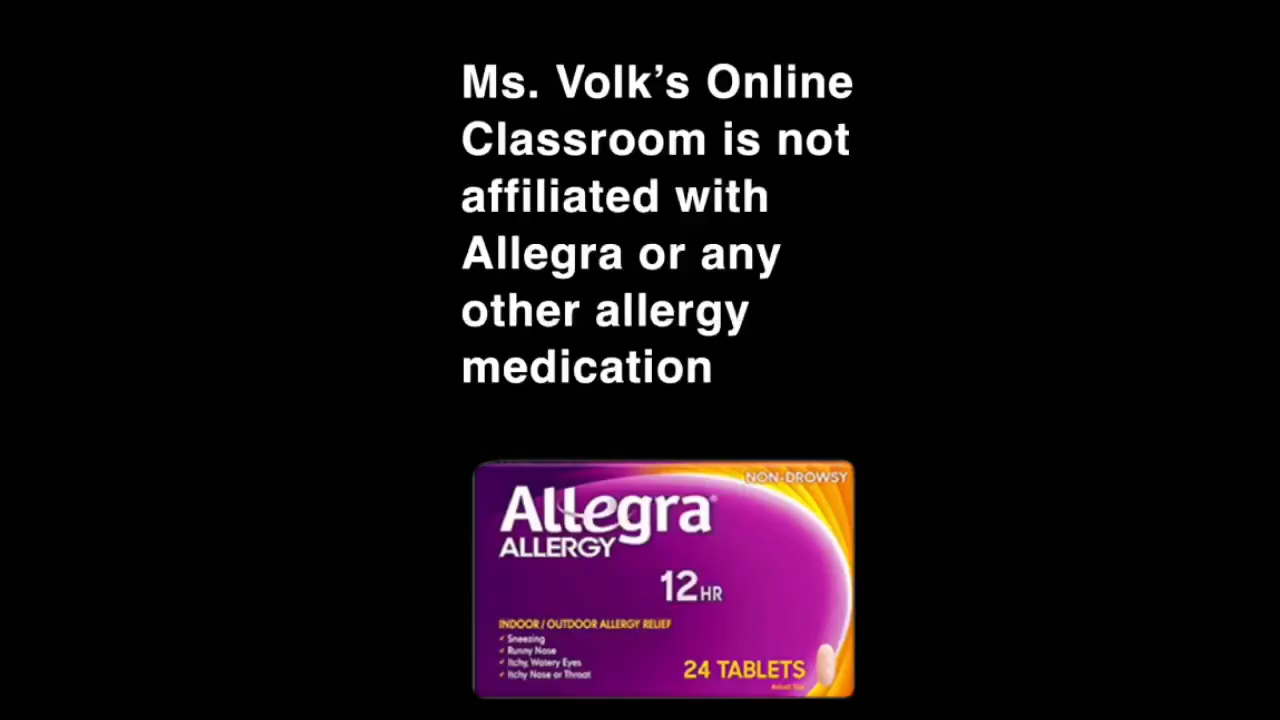 Ms. Volk’s Online
Classroom is not
affiliated with
Allegra or any
other allergy
medication
NON-DROWSY
Allegra®
ALLERGY
12HR
INDOOR / OUTDOOR ALLERGY RELIEF
✓ Sneezing
✓ Runny Nose
✓ Itchy, Watery Eyes
✓ Itchy Nose or Throat
24 TABLETS